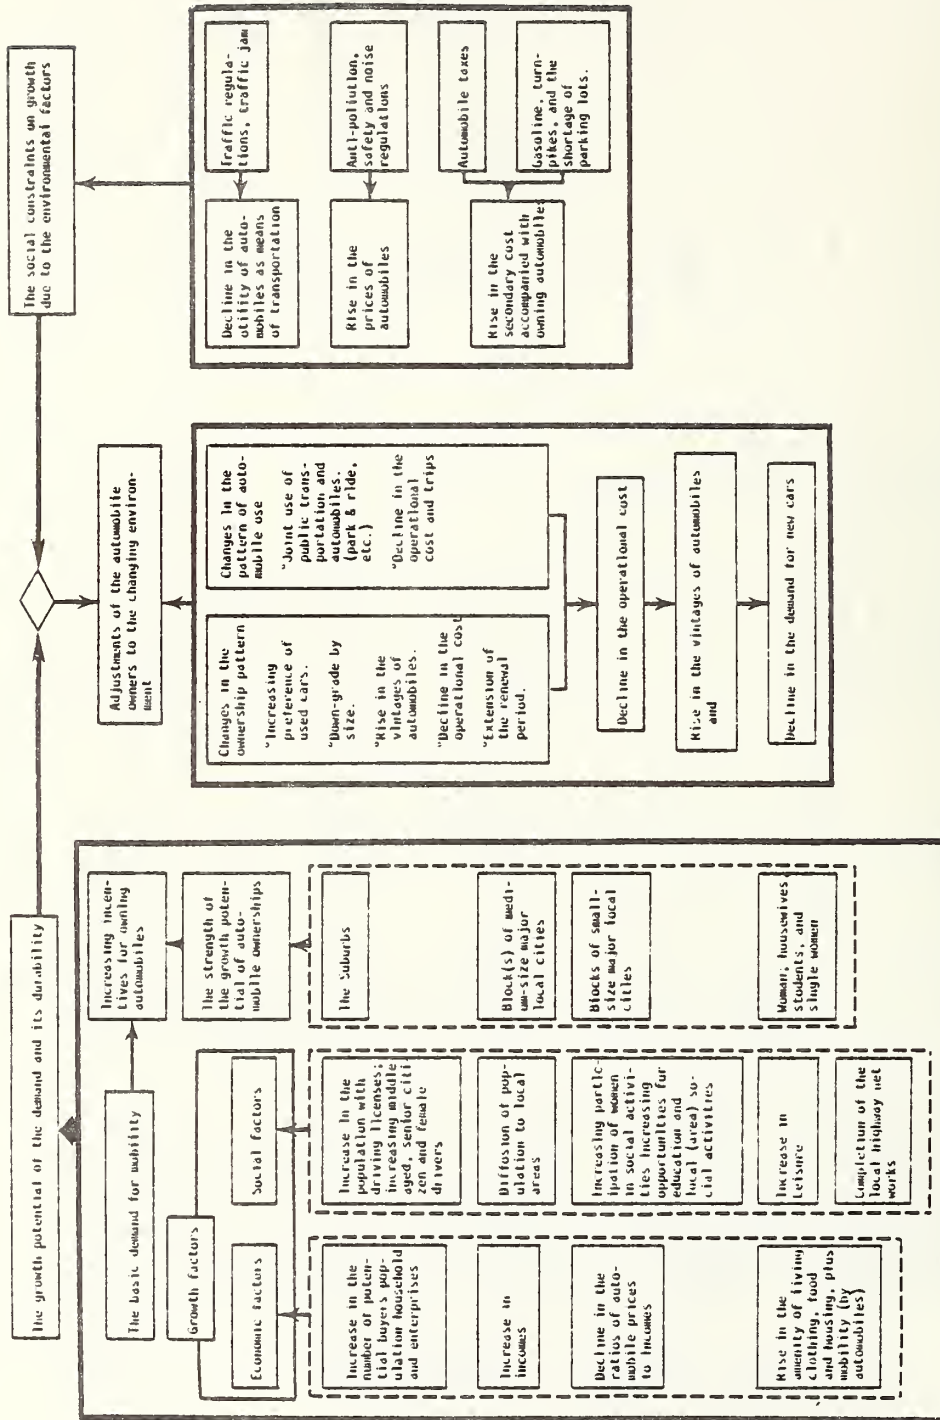 The growth potential of the demand and its durability
The basic demand for mobility
Increasing incen-
tives for owning
automobiles
Growth factors
Economic factors
Social factors
The strength of
the growth poten-
tial of auto-
mobile ownerships
Increase in the
number of poten-
tial buyers pop-
ulation household
and enterprises
Increase in
incomes
Decline in the
ratios of auto-
mobile prices
to incomes
Rise in the
amenity of living
clothing, food
and housing, plus
mobility (by
automobiles)
Increase in the
population with
driving licenses;
increasing middle
aged, senior citi
zen and female
drivers
Diffusion of pop-
ulation to local
areas
Increasing partic-
ipation of women
in social activi-
ties increasing
opportunities for
education and
local (area) so-
cial activities
Increase in
Leisure
Completion of the
local highway net
works
The Suburbs
Block(s) of medi-
um-size major
local cities
Blocks of small-
size major local
cities
Woman; housewives,
students, and
single women
Adjustments of the automobile
owners to the changing environ-
ment
Changes in the
ownership pattern
"Increasing
preference of
used cars.
"Down-grade by
size.
"Rise in the
vintages of
automobiles.
"Decline in the
operational cost
"Extension of
the renewal
period.
Changes in the
pattern of auto-
mobile use
"Joint use of
public trans-
portation and
automobiles.
(park & ride,
etc.)
"Decline in the
operational
cost and trips
Decline in the operational cost
Rise in the vintages of automobiles
and
Decline in the demand for new cars
The social constraints on growth
due to the environmental factors
Decline in the
utility of auto-
mobiles as means
of transportation
Traffic regula-
tions, traffic jam
Rise in the
prices of
automobiles
Anti-pollution,
safety and noise
regulations
Rise in the
secondary cost
accompanied with
owning automobiles
Automobile taxes
Gasoline, turn-
pikes, and the
shortage of
parking lots.